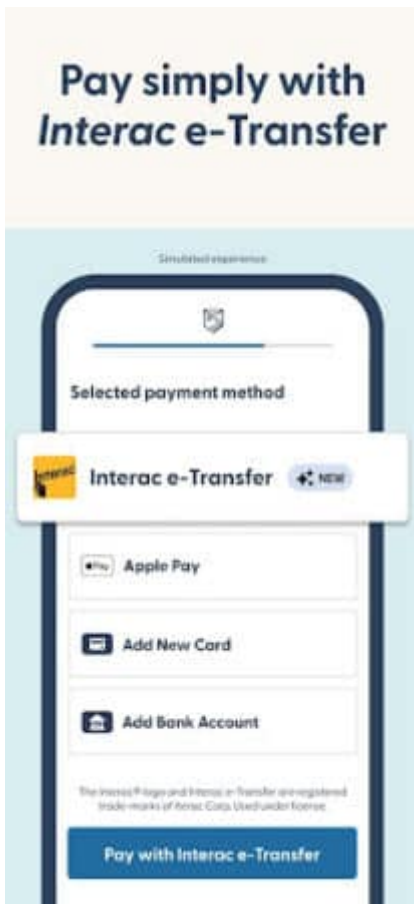 Pay simply with
Interac e-Transfer
Simulated experience
Selected payment method
Interac
Interac e-Transfer NEW
Pay Apple Pay
Add New Card
Add Bank Account
The Interac® logo and Interac e-Transfer are registered
trade-marks of Interac Corp. Used under license
Pay with Interac e-Transfer